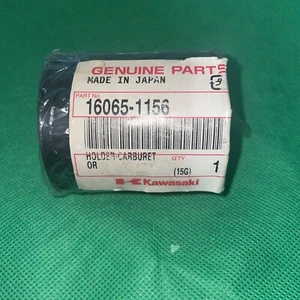 GENUINE PARTS
MADE IN JAPAN
PART No.
16065-1156
HOLDER-CARBURET
OR
QTY
1
(15G)
Kawasaki